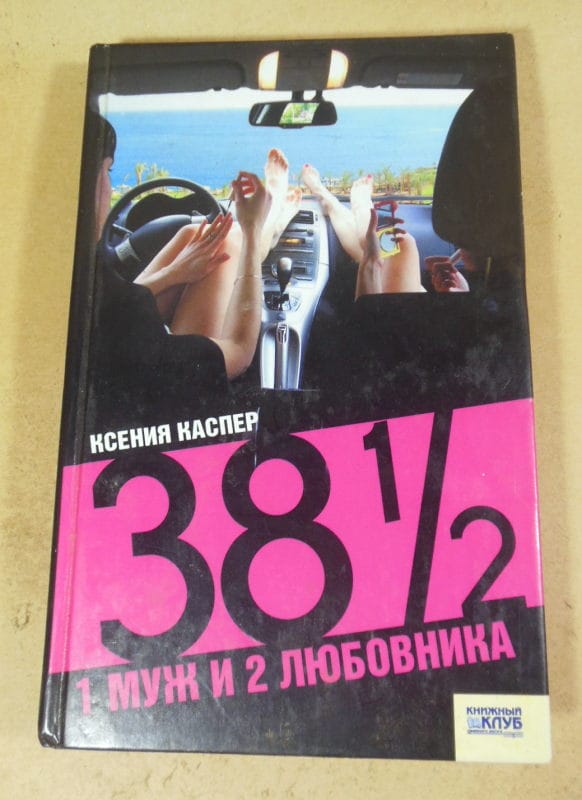 КСЕНИЯ КАСПЕР
38 1/2
1 МУЖ И 2 ЛЮБОВНИКА
КНИЖНЫЙ
КЛУБ